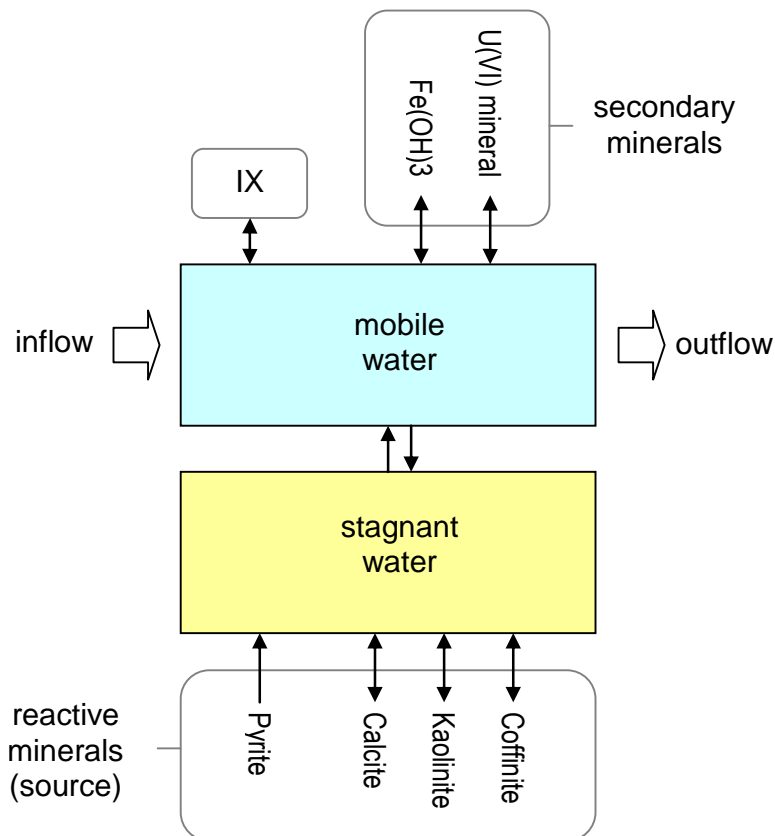 U(VI) mineral
Fe(OH)3
secondary
minerals
IX
inflow
mobile
water
outflow
stagnant
water
reactive
minerals
(source)
Pyrite
Calcite
Kaolinite
Coffinite